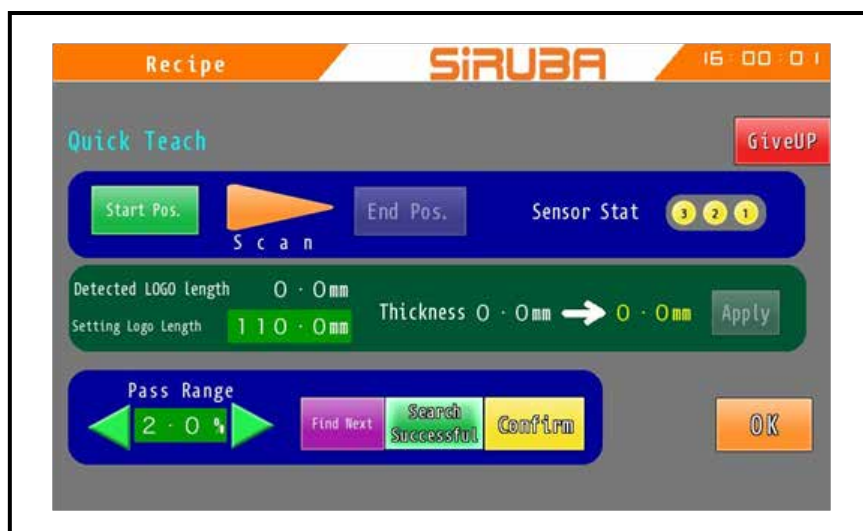 Recipe SiRUBA 16:00:01
Quick Teach GiveUP
Start Pos. End Pos. Sensor Stat 3 2 1
Scan
Detected LOGO length 0.0mm
Thickness 0.0mm 0.0mm Apply
Setting Logo Length 110.0mm
Pass Range
2.0% Find Next Search Successful Confirm OK